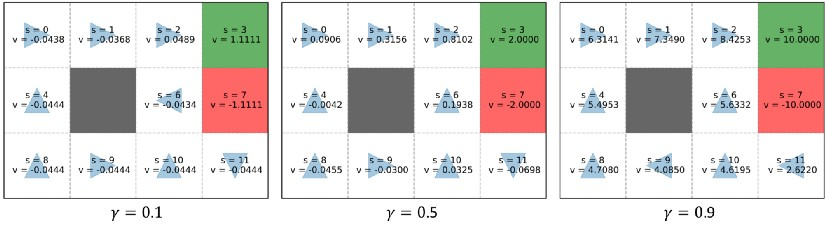 s = 0 s = 1 s = 2 s = 3
v = -0.0438 v = -0.0368 v = 0.0489 v = 1.1111
s = 4 s = 6 s = 7
v = -0.0444 v = -0.0434 v = -1.1111
s = 8 s = 9 s = 10 s = 11
v = -0.0444 v = -0.0444 v = -0.0444 v = -0.0444
γ = 0.1
s = 0 s = 1 s = 2 s = 3
v = 0.0906 v = 0.3156 v = 0.8102 v = 2.0000
s = 4 s = 6 s = 7
v = -0.0042 v = 0.1938 v = -2.0000
s = 8 s = 9 s = 10 s = 11
v = -0.0455 v = -0.0300 v = 0.0325 v = -0.0698
γ = 0.5
s = 0 s = 1 s = 2 s = 3
v = 6.3141 v = 7.3490 v = 8.4253 v = 10.0000
s = 4 s = 6 s = 7
v = 5.4953 v = 5.6332 v = -10.0000
s = 8 s = 9 s = 10 s = 11
v = 4.7080 v = 4.0850 v = 4.6195 v = 2.6220
γ = 0.9